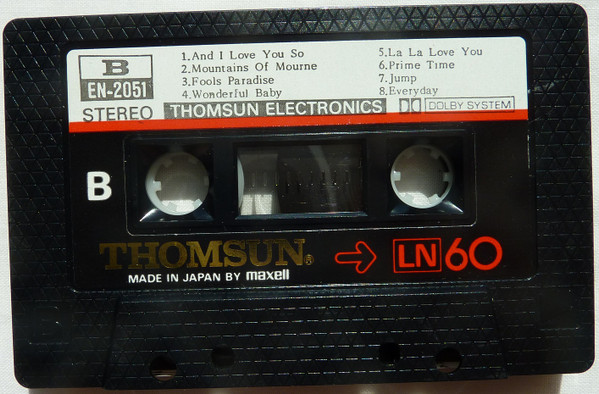 B
EN-2051
STEREO
1.And I Love You So
2.Mountains Of Mourne
3.Fools Paradise
4.Wonderful Baby
5.La La Love You
6.Prime Time
7.Jump
8.Everyday
THOMSUN ELECTRONICS
DOLBY SYSTEM
B
THOMSUN®
LN60
MADE IN JAPAN BY maxell